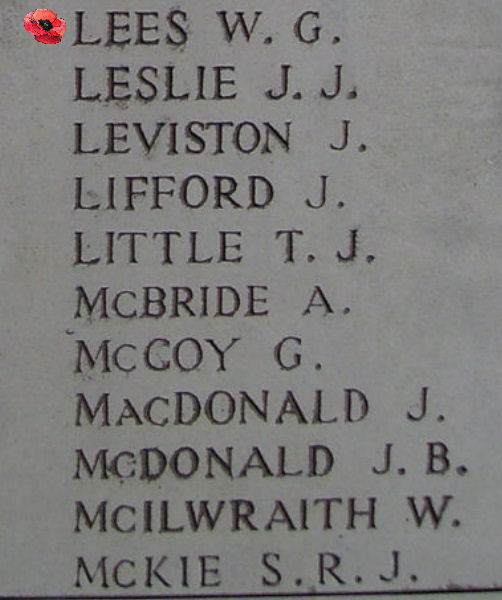 LEES W. G.
LESLIE J. J.
LEVISTON J.
LIFFORD J.
LITTLE T. J.
McBRIDE A.
McCOY G.
MacDONALD J.
McDONALD J. B.
McILWRAITH W.
McKIE S. R. J.